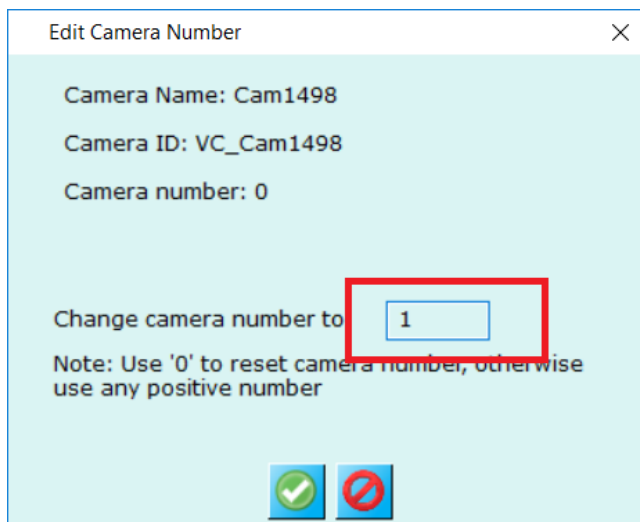 Edit Camera Number
Camera Name: Cam1498
Camera ID: VC_Cam1498
Camera number: 0
Change camera number to 1
Note: Use '0' to reset camera number, otherwise
use any positive number